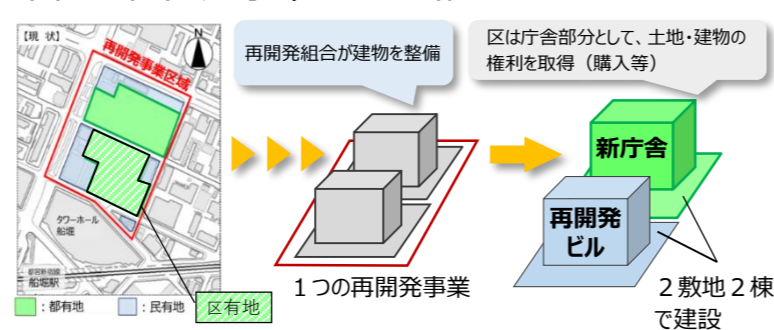 【現 状】
N
再開発事業区域
タワーホール
船堀
都営新宿線
船堀駅
：都有地
：民有地
区有地
再開発組合が建物を整備
１つの再開発事業
区は庁舎部分として、土地・建物の
権利を取得（購入等）
新庁舎
再開発
ビル
２敷地２棟
で建設